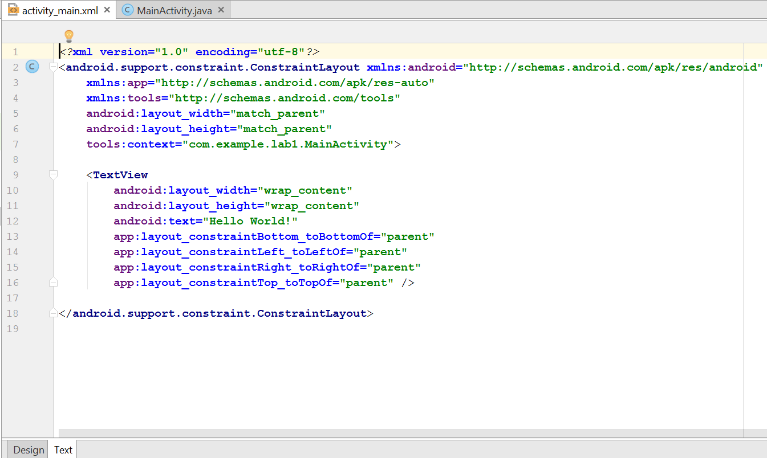 activity_main.xml × C MainActivity.java ×
1 <?xml version="1.0" encoding="utf-8"?>
2 C <android.support.constraint.ConstraintLayout xmlns:android="http://schemas.android.com/apk/res/android"
3 xmlns:app="http://schemas.android.com/apk/res-auto"
4 xmlns:tools="http://schemas.android.com/tools"
5 android:layout_width="match_parent"
6 android:layout_height="match_parent"
7 tools:context="com.example.lab1.MainActivity">
8
9 <TextView
10 android:layout_width="wrap_content"
11 android:layout_height="wrap_content"
12 android:text="Hello World!"
13 app:layout_constraintBottom_toBottomOf="parent"
14 app:layout_constraintLeft_toLeftOf="parent"
15 app:layout_constraintRight_toRightOf="parent"
16 app:layout_constraintTop_toTopOf="parent" />
17
18 </android.support.constraint.ConstraintLayout>
19
Design Text